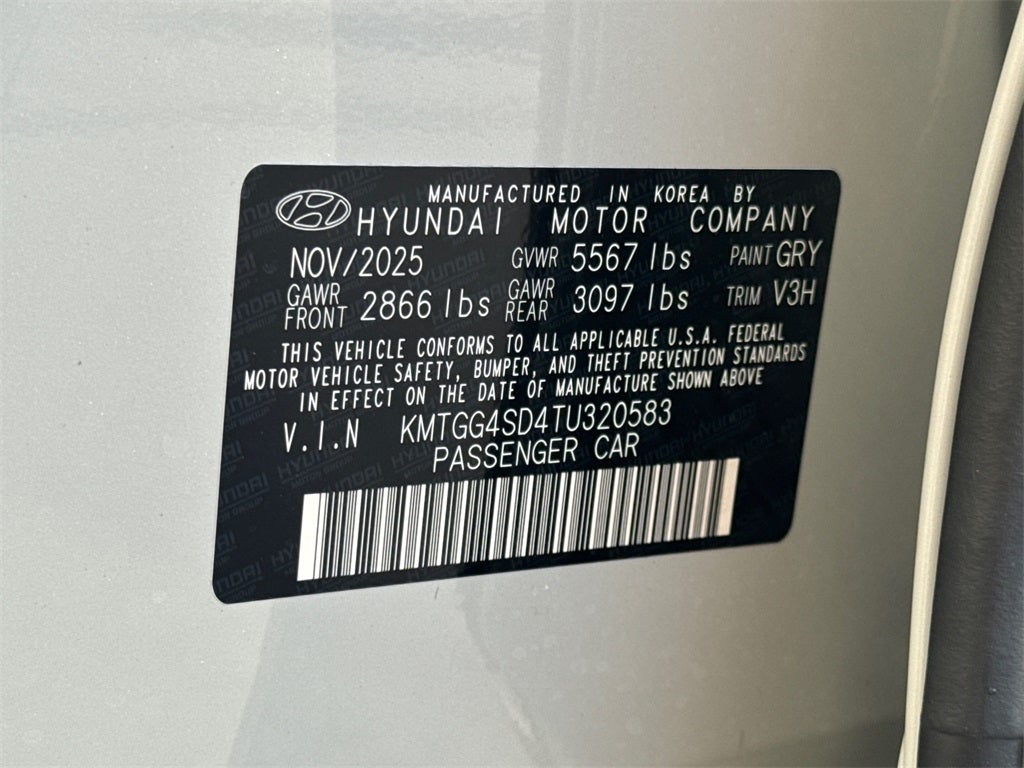 MANUFACTURED IN KOREA BY
HYUNDAI MOTOR COMPANY
NOV/2025 GVWR 5567 lbs PAINT GRY
GAWR FRONT 2866 lbs GAWR REAR 3097 lbs TRIM V3H
THIS VEHICLE CONFORMS TO ALL APPLICABLE U.S.A. FEDERAL
MOTOR VEHICLE SAFETY, BUMPER, AND THEFT PREVENTION STANDARDS
IN EFFECT ON THE DATE OF MANUFACTURE SHOWN ABOVE
V.I.N KMTGG4SD4TU320583
PASSENGER CAR